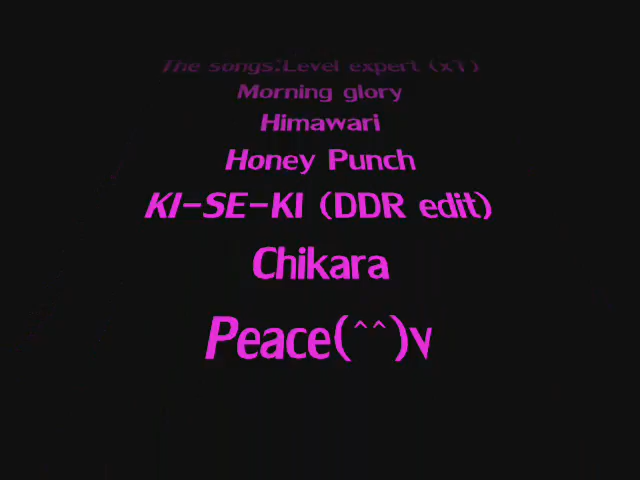 The songs:Level expert (x1)
Morning glory
Himawari
Honey Punch
KI-SE-KI (DDR edit)
Chikara
Peace(^^)v